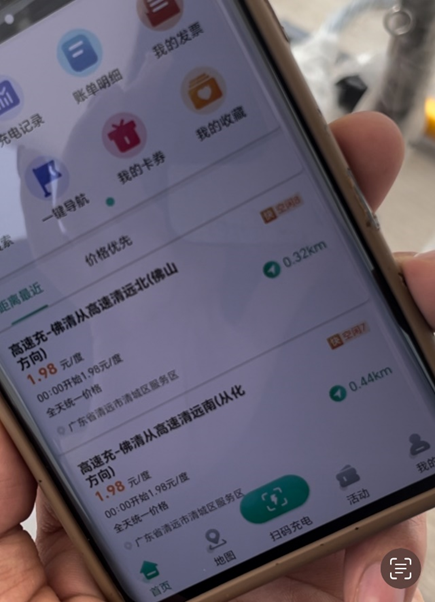 我的发票
账单明细
充电记录
我的收藏
我的卡券
一键导航
价格优先
距离最近
高速充-佛清从高速清远北(佛山
方向)
0.32km
1.98 元/度
00:00开始1.98元/度
全天统一价格
广东省清远市清城区服务区
高速充-佛清从高速清远南(从化
方向)
快 空闲7
0.44km
1.98 元/度
00:00开始1.98元/度
全天统一价格
广东省清远市清城区服务区
首页
地图
扫码充电
活动
我的